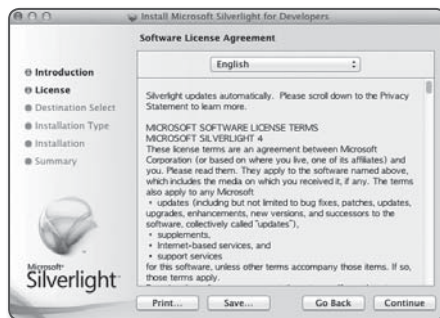 Install Microsoft Silverlight for Developers
Software License Agreement
Introduction
License
Destination Select
Installation Type
Installation
Summary
Microsoft®
Silverlight
English
Silverlight updates automatically.  Please scroll down to the Privacy
Statement to learn more.
MICROSOFT SOFTWARE LICENSE TERMS
MICROSOFT SILVERLIGHT 4
These license terms are an agreement between Microsoft
Corporation (or based on where you live, one of its affiliates) and
you.  Please read them.  They apply to the software named above,
which includes the media on which you received it, if any.  The terms
also apply to any Microsoft
• updates (including but not limited to bug fixes, patches, updates,
upgrades, enhancements, new versions, and successors to the
software, collectively called "updates"),
• supplements,
• Internet-based services, and
• support services
for this software, unless other terms accompany those items.  If so,
those terms apply.
Print...
Save...
Go Back
Continue